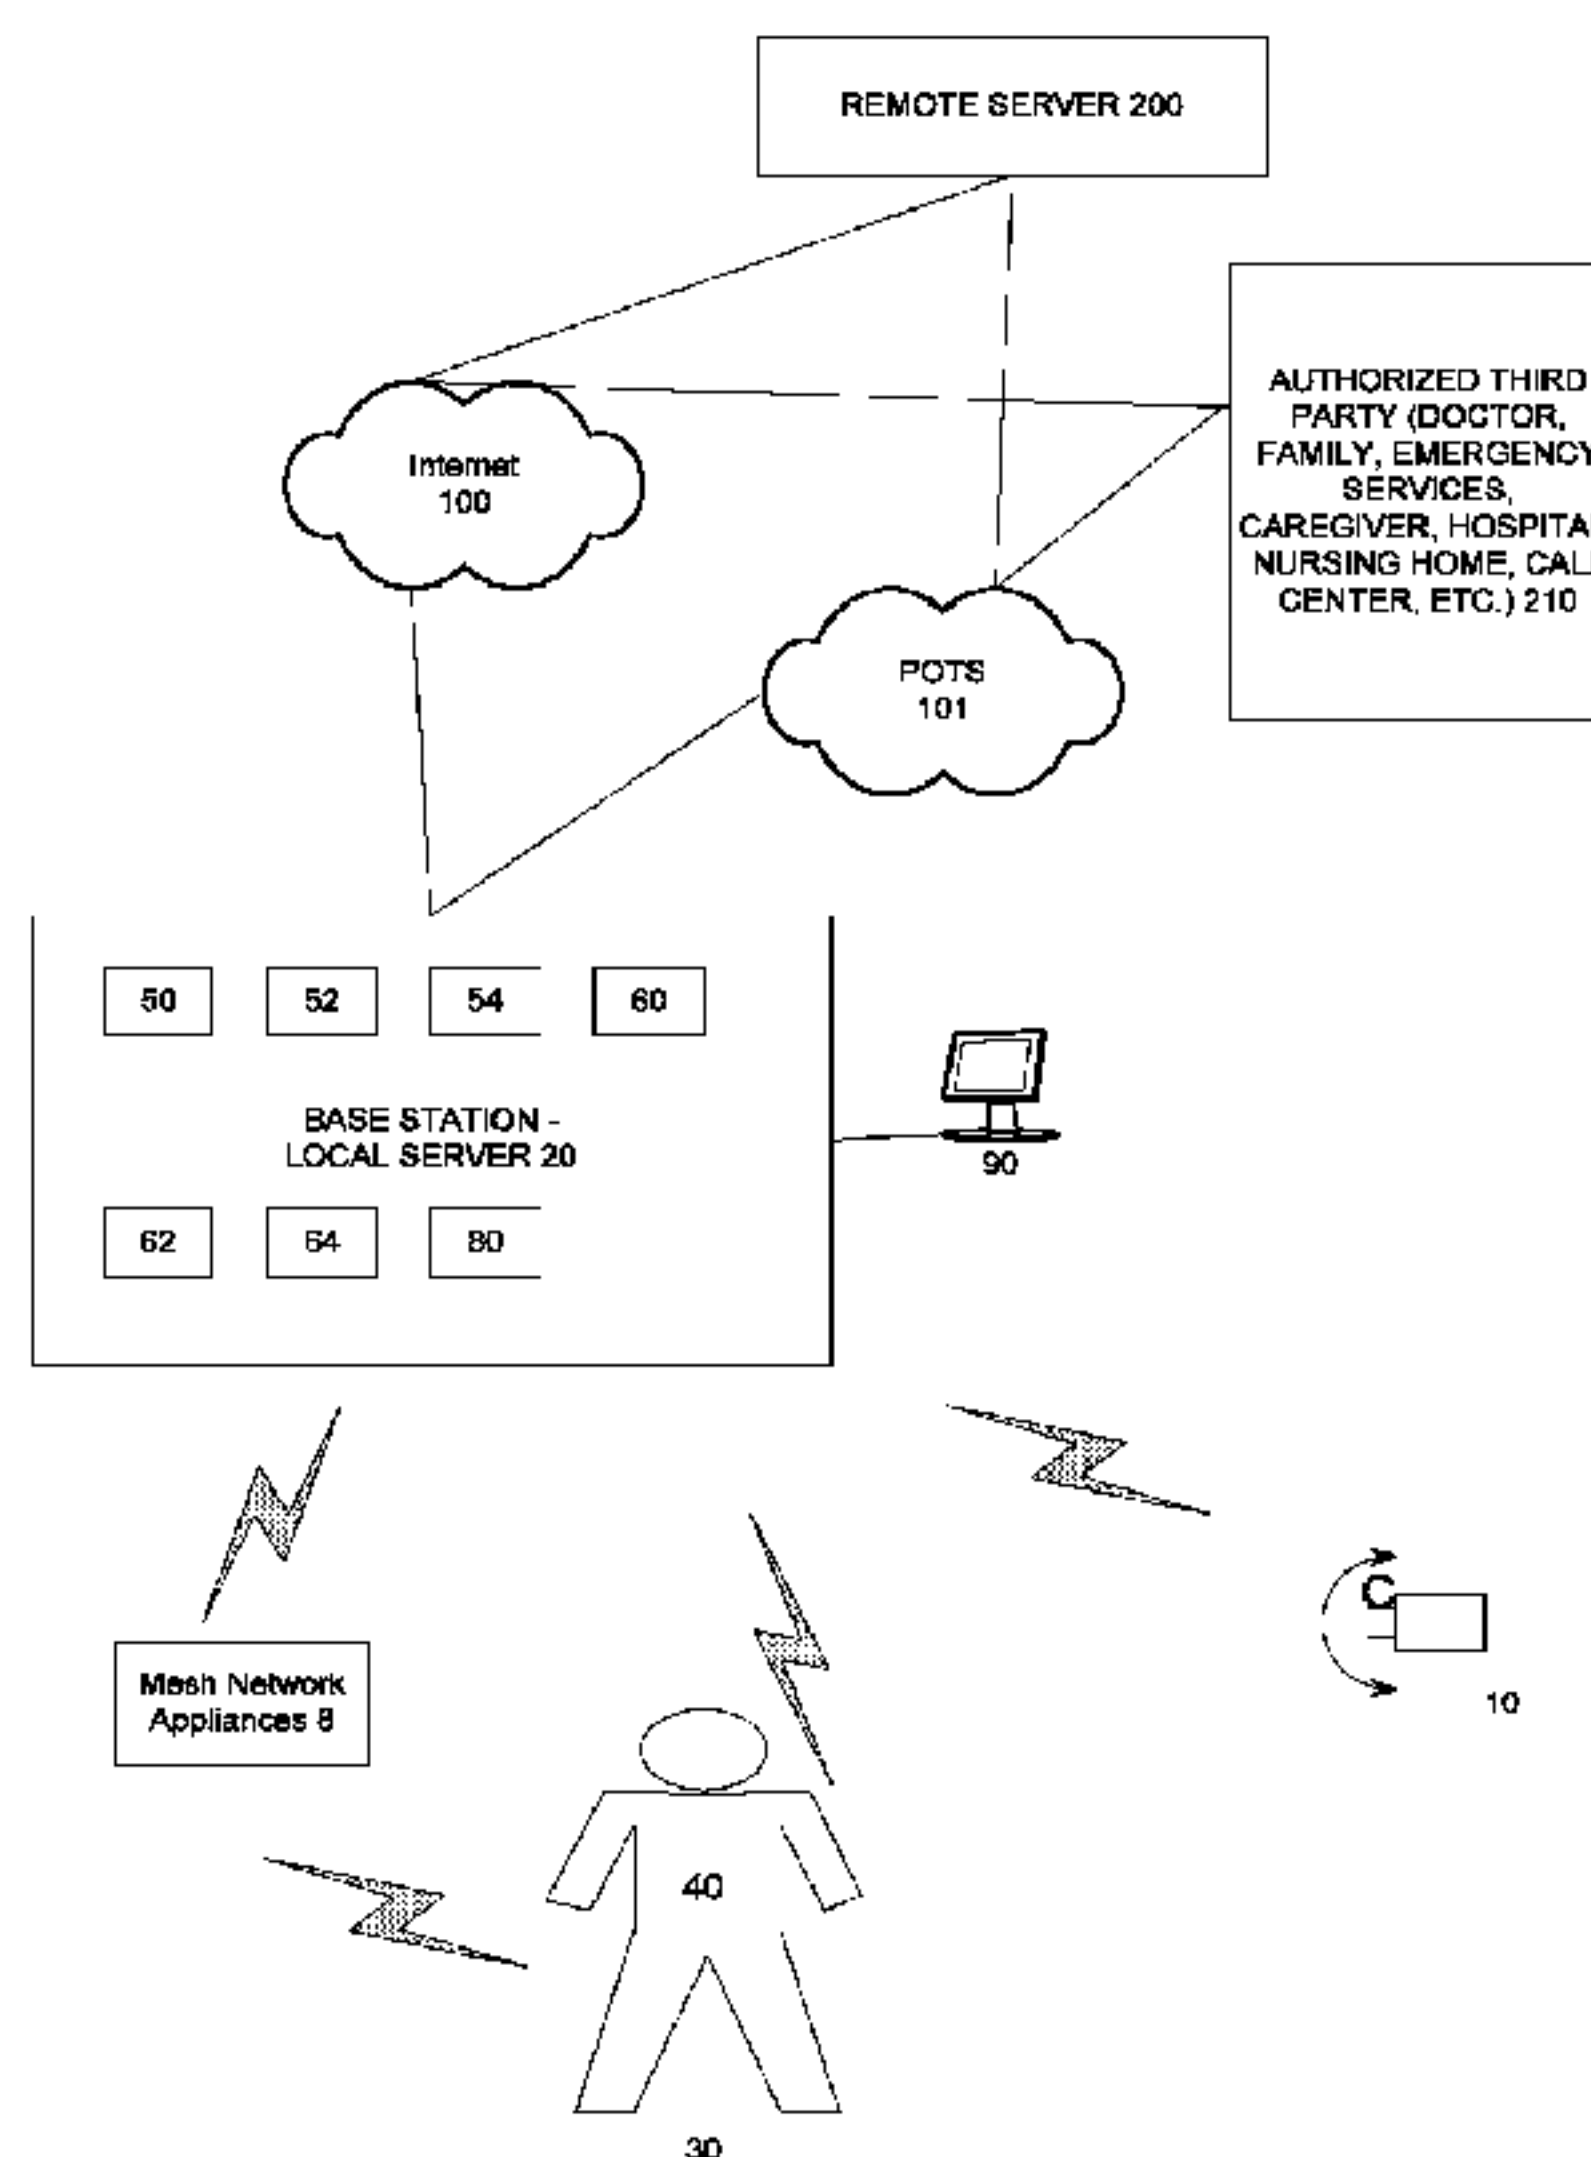 REMOTE SERVER 200
AUTHORIZED THIRD
PARTY (DOCTOR,
FAMILY, EMERGENCY
SERVICES,
CAREGIVER, HOSPITAL
NURSING HOME, CALL
CENTER, ETC.) 210
Internet
100
POTS
101
50 52 54 60
BASE STATION -
LOCAL SERVER 20
90
62 64 80
Mesh Network
Appliances 8
C
10
40
30